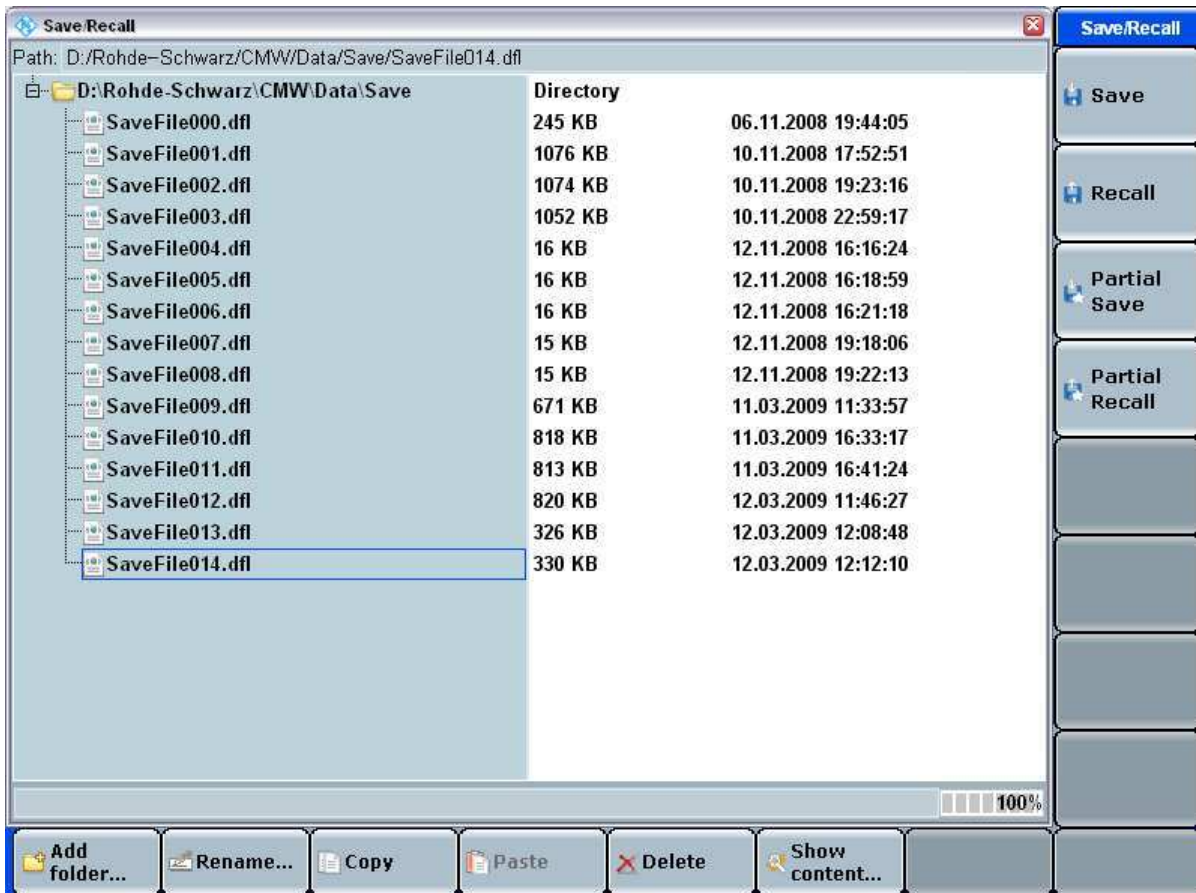 Save/Recall
Path: D:/Rohde-Schwarz/CMW/Data/Save/SaveFile014.dfl
D:\Rohde-Schwarz\CMW\Data\Save Directory
SaveFile000.dfl 245 KB 06.11.2008 19:44:05
SaveFile001.dfl 1076 KB 10.11.2008 17:52:51
SaveFile002.dfl 1074 KB 10.11.2008 19:23:16
SaveFile003.dfl 1052 KB 10.11.2008 22:59:17
SaveFile004.dfl 16 KB 12.11.2008 16:16:24
SaveFile005.dfl 16 KB 12.11.2008 16:18:59
SaveFile006.dfl 16 KB 12.11.2008 16:21:18
SaveFile007.dfl 15 KB 12.11.2008 19:18:06
SaveFile008.dfl 15 KB 12.11.2008 19:22:13
SaveFile009.dfl 671 KB 11.03.2009 11:33:57
SaveFile010.dfl 818 KB 11.03.2009 16:33:17
SaveFile011.dfl 813 KB 11.03.2009 16:41:24
SaveFile012.dfl 820 KB 12.03.2009 11:46:27
SaveFile013.dfl 326 KB 12.03.2009 12:08:48
SaveFile014.dfl 330 KB 12.03.2009 12:12:10
100%
Save/Recall
Save
Recall
Partial
Save
Partial
Recall
Add
folder...
Rename...
Copy
Paste
Delete
Show
content...